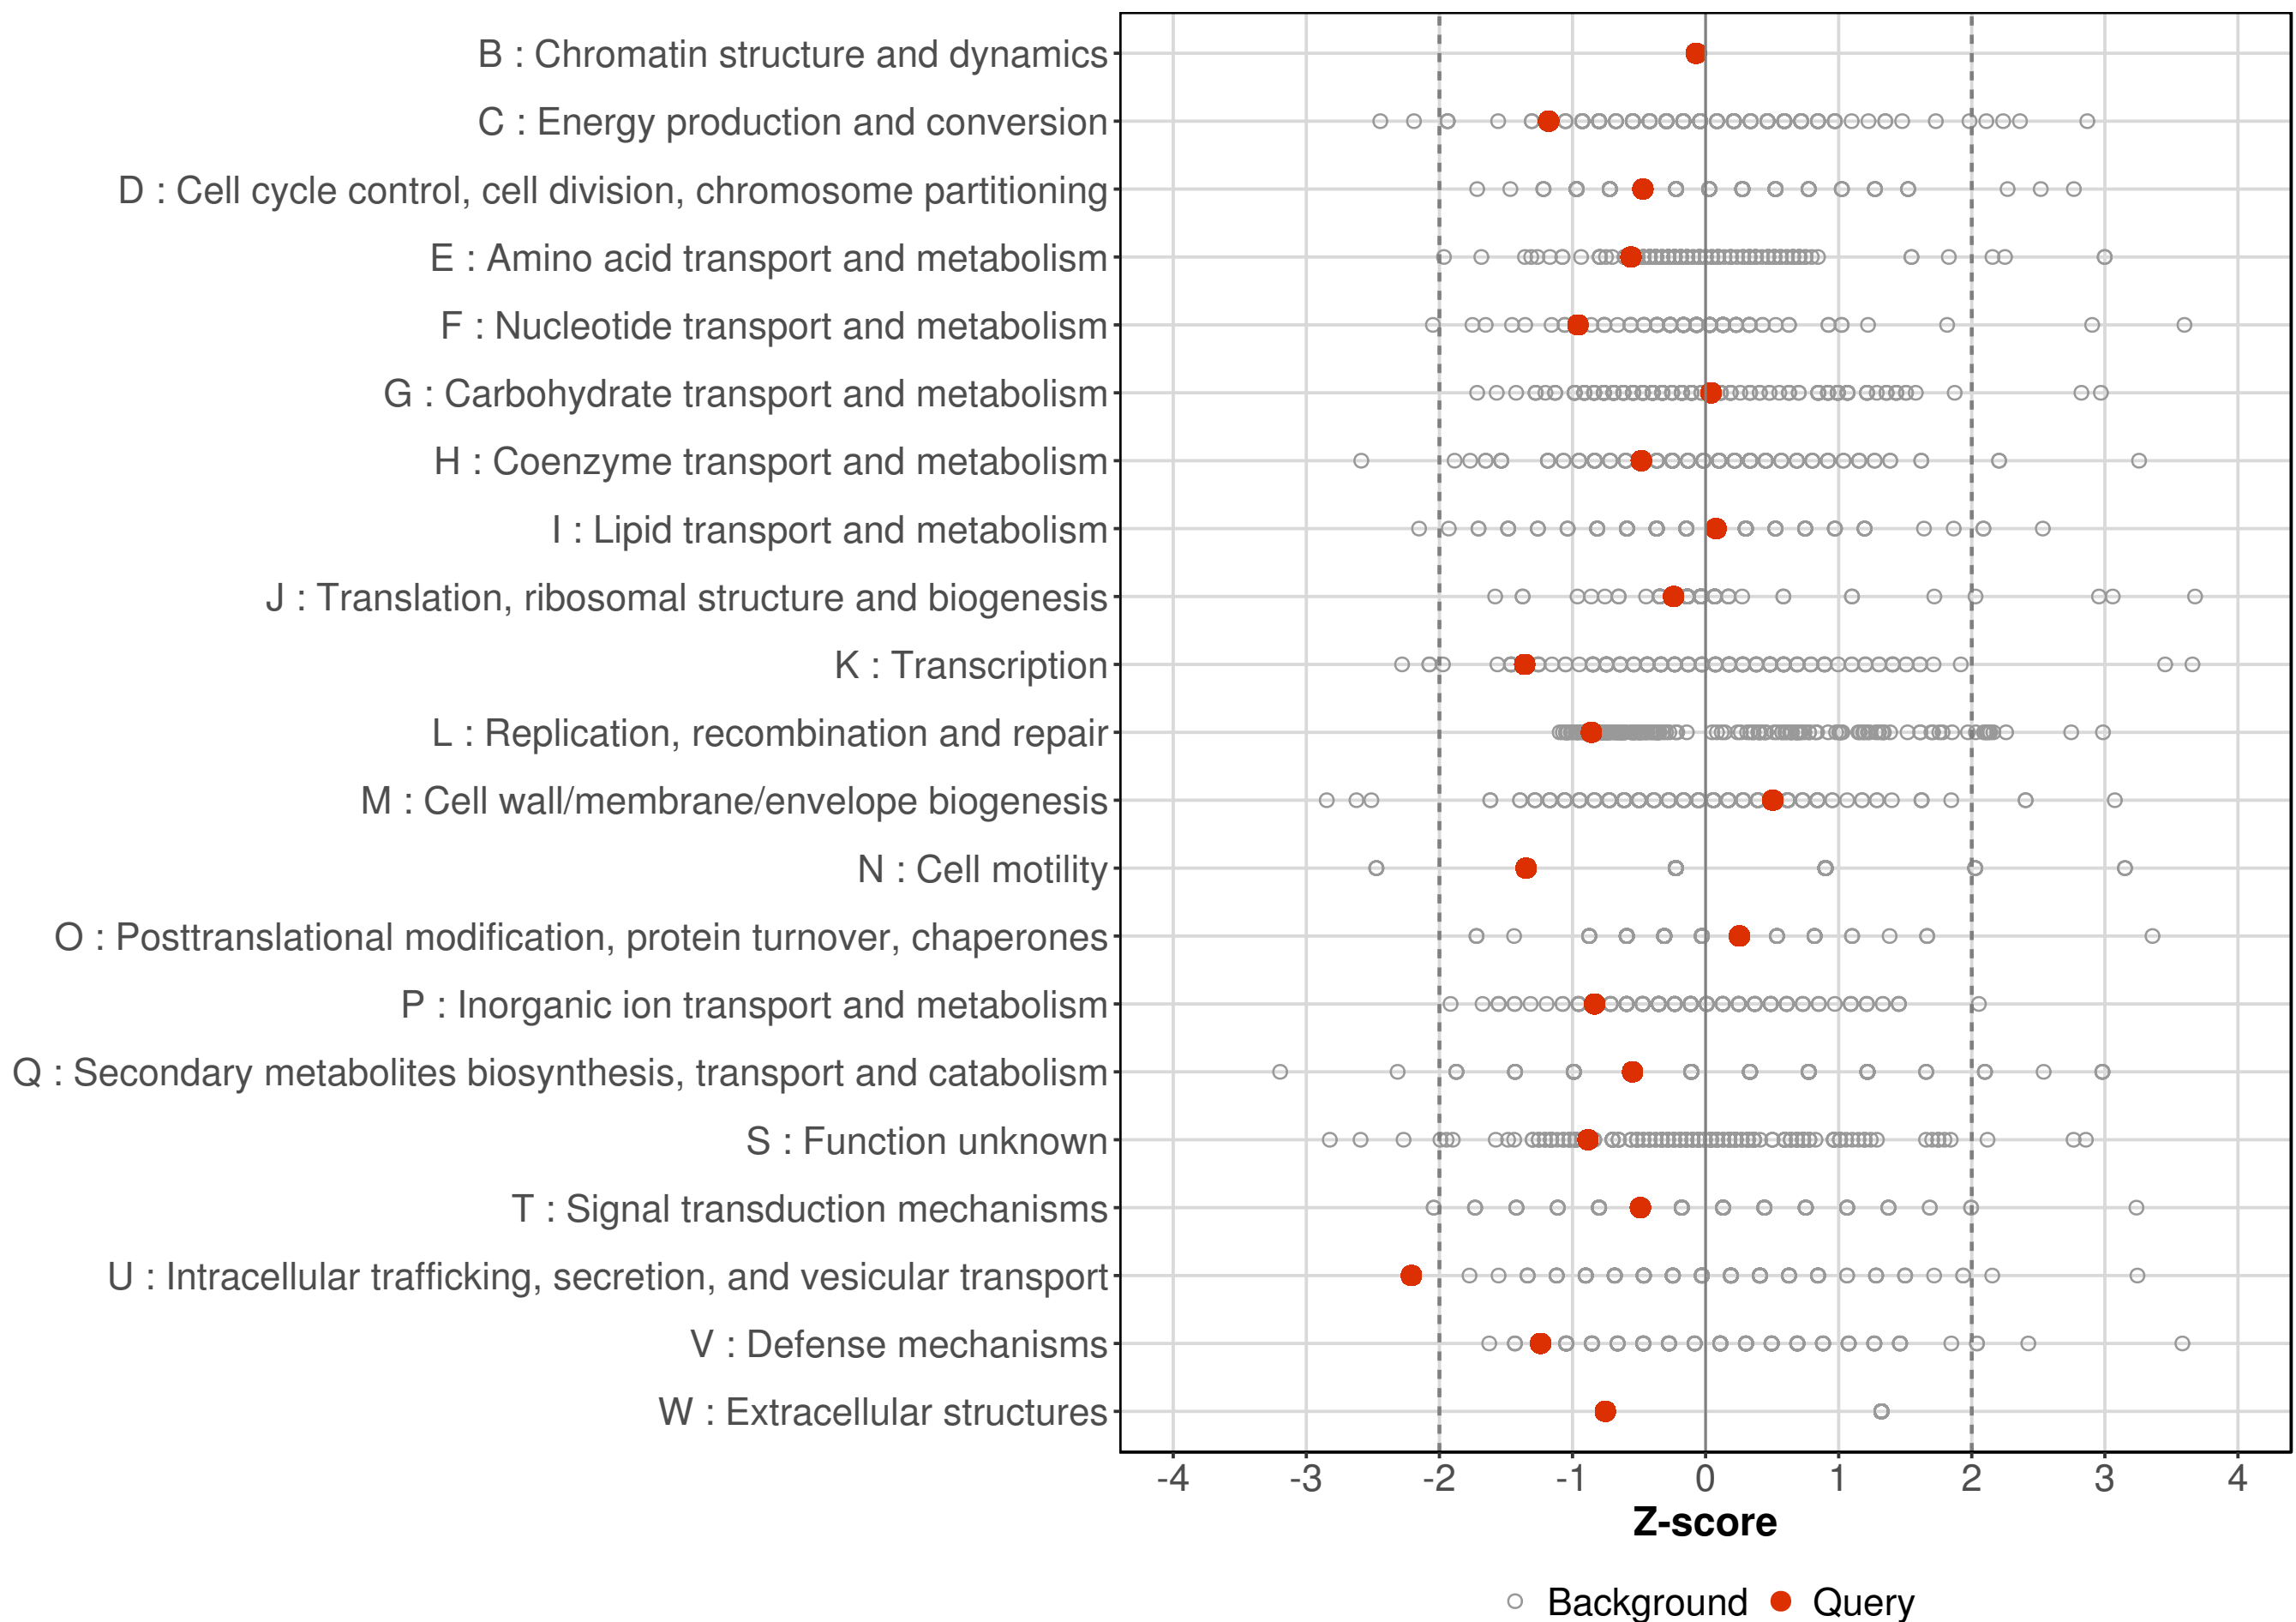 B : Chromatin structure and dynamics
C : Energy production and conversion
D : Cell cycle control, cell division, chromosome partitioning
E : Amino acid transport and metabolism
F : Nucleotide transport and metabolism
G : Carbohydrate transport and metabolism
H : Coenzyme transport and metabolism
I : Lipid transport and metabolism
J : Translation, ribosomal structure and biogenesis
K : Transcription
L : Replication, recombination and repair
M : Cell wall/membrane/envelope biogenesis
N : Cell motility
O : Posttranslational modification, protein turnover, chaperones
P : Inorganic ion transport and metabolism
Q : Secondary metabolites biosynthesis, transport and catabolism
S : Function unknown
T : Signal transduction mechanisms
U : Intracellular trafficking, secretion, and vesicular transport
V : Defense mechanisms
W : Extracellular structures
-4 -3 -2 -1 0 1 2 3 4
Z-score
Background Query